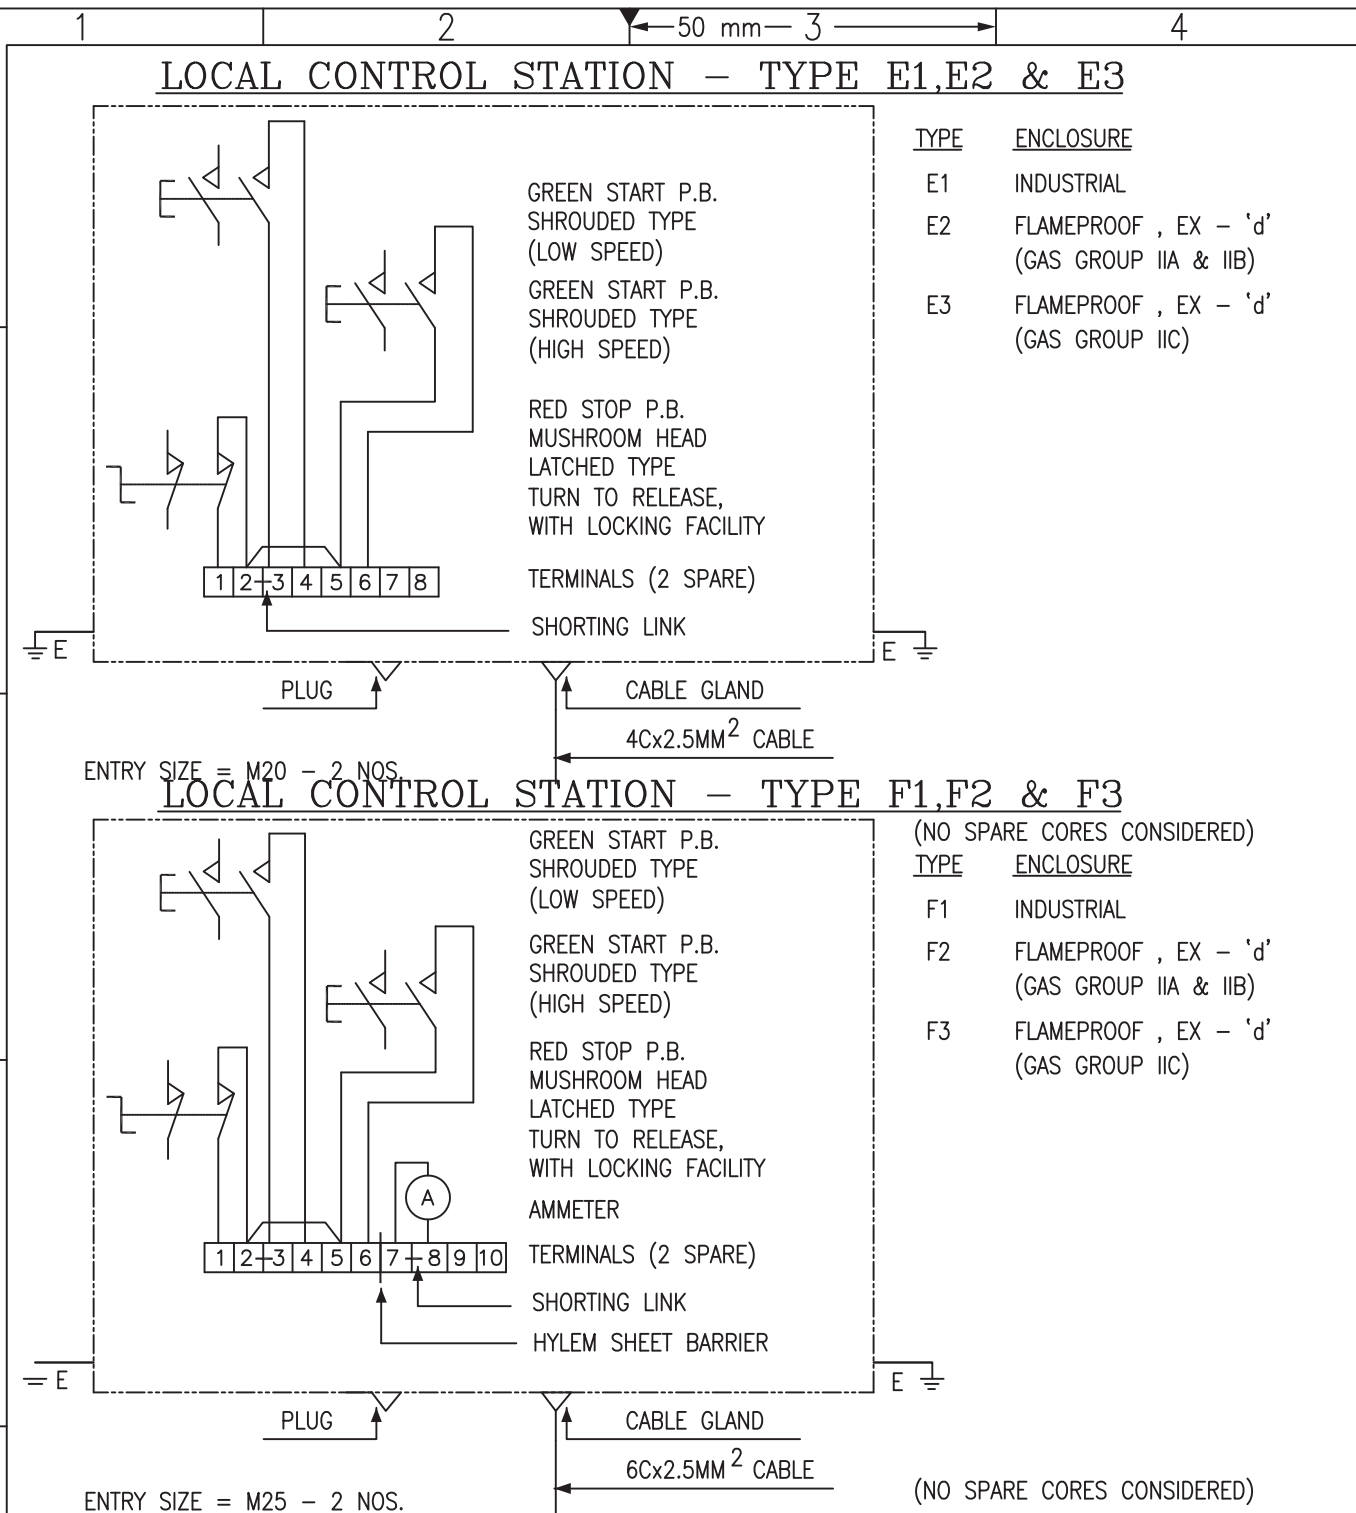 1 2 50 mm 3 4
LOCAL CONTROL STATION - TYPE E1,E2 & E3
GREEN START P.B.
SHROUDED TYPE
(LOW SPEED)
GREEN START P.B.
SHROUDED TYPE
(HIGH SPEED)
RED STOP P.B.
MUSHROOM HEAD
LATCHED TYPE
TURN TO RELEASE,
WITH LOCKING FACILITY
1 2 3 4 5 6 7 8
TERMINALS (2 SPARE)
SHORTING LINK
E
E
TYPE ENCLOSURE
E1 INDUSTRIAL
E2 FLAMEPROOF , EX - 'd'
(GAS GROUP IIA & IIB)
E3 FLAMEPROOF , EX - 'd'
(GAS GROUP IIC)
PLUG
CABLE GLAND
4Cx2.5MM² CABLE
ENTRY SIZE = M20 - 2 NOS.
LOCAL CONTROL STATION - TYPE F1,F2 & F3
(NO SPARE CORES CONSIDERED)
GREEN START P.B.
SHROUDED TYPE
(LOW SPEED)
GREEN START P.B.
SHROUDED TYPE
(HIGH SPEED)
RED STOP P.B.
MUSHROOM HEAD
LATCHED TYPE
TURN TO RELEASE,
WITH LOCKING FACILITY
A
AMMETER
1 2 3 4 5 6 7 8 9 10
TERMINALS (2 SPARE)
SHORTING LINK
HYLEM SHEET BARRIER
E
E
TYPE ENCLOSURE
F1 INDUSTRIAL
F2 FLAMEPROOF , EX - 'd'
(GAS GROUP IIA & IIB)
F3 FLAMEPROOF , EX - 'd'
(GAS GROUP IIC)
PLUG
CABLE GLAND
6Cx2.5MM² CABLE
ENTRY SIZE = M25 - 2 NOS.
(NO SPARE CORES CONSIDERED)